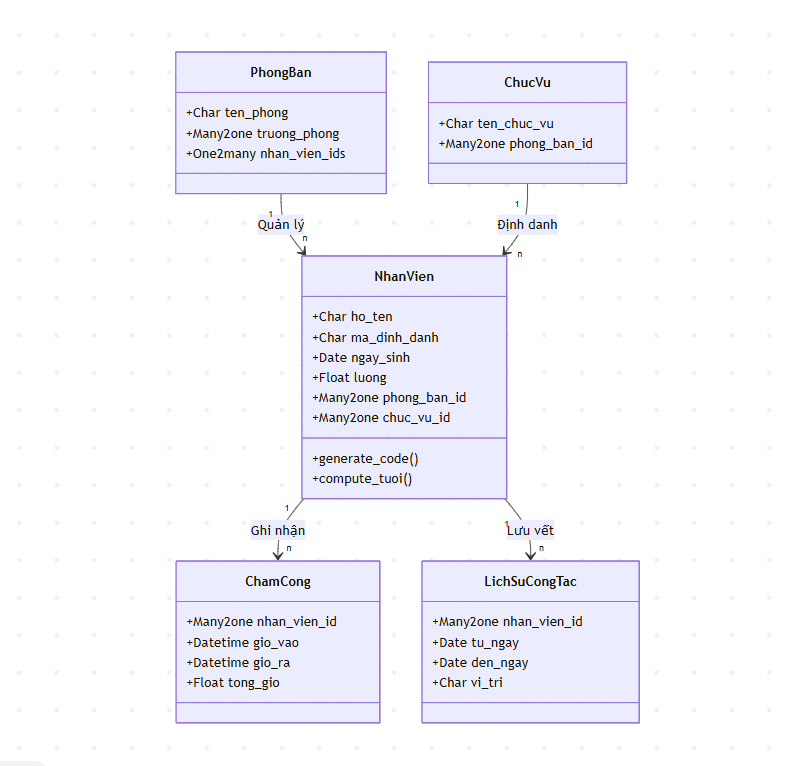 PhongBan
+Char ten_phong
+Many2one truong_phong
+One2many nhan_vien_ids
ChucVu
+Char ten_chuc_vu
+Many2one phong_ban_id
1
Quản lý
n
1
Định danh
n
NhanVien
+Char ho_ten
+Char ma_dinh_danh
+Date ngay_sinh
+Float luong
+Many2one phong_ban_id
+Many2one chuc_vu_id
+generate_code()
+compute_tuoi()
1
Ghi nhận
n
1
Lưu vết
n
ChamCong
+Many2one nhan_vien_id
+Datetime gio_vao
+Datetime gio_ra
+Float tong_gio
LichSuCongTac
+Many2one nhan_vien_id
+Date tu_ngay
+Date den_ngay
+Char vi_tri